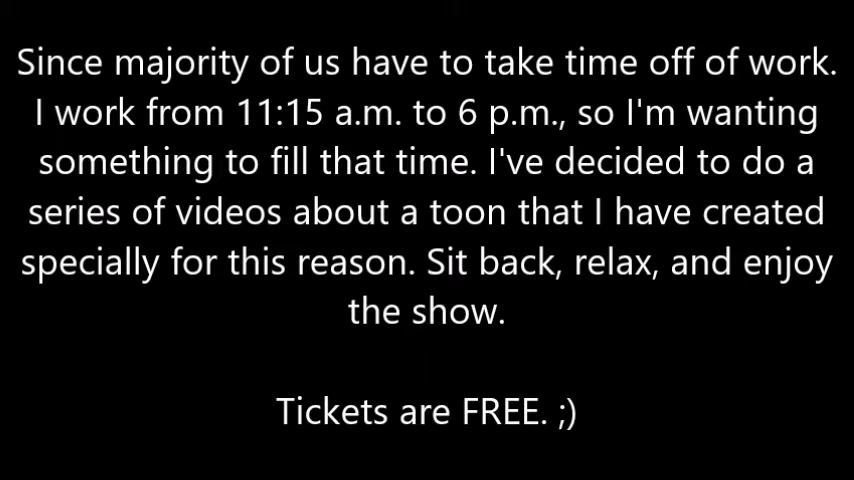 Since majority of us have to take time off of work.
I work from 11:15 a.m. to 6 p.m., so I'm wanting
something to fill that time. I've decided to do a
series of videos about a toon that I have created
specially for this reason. Sit back, relax, and enjoy
the show.
Tickets are FREE. ;)